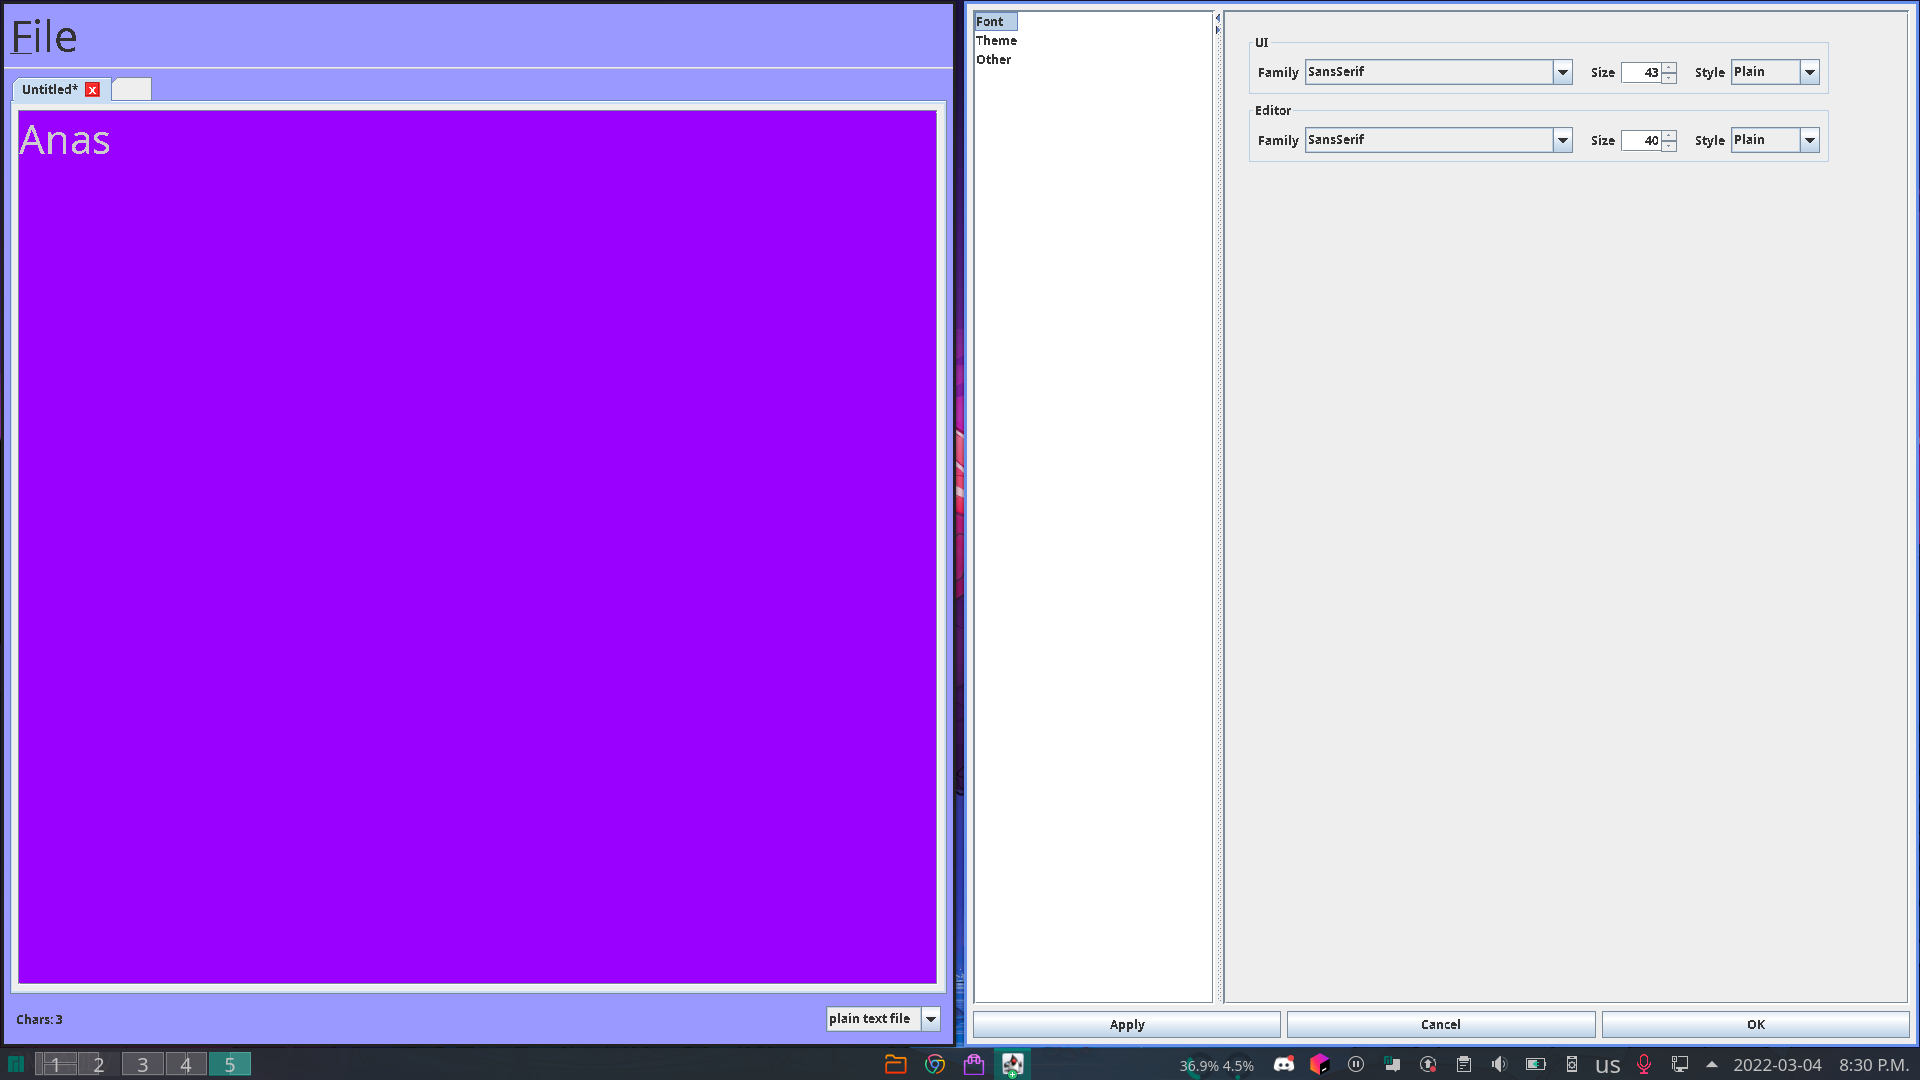 File
Untitled* x
Anas
Chars: 3
plain text file
Font
Theme
Other
UI
Family SansSerif Size 43 Style Plain
Editor
Family SansSerif Size 40 Style Plain
Apply Cancel OK
1 2 3 4 5
36.9% 4.5% us 2022-03-04 8:30 P.M.